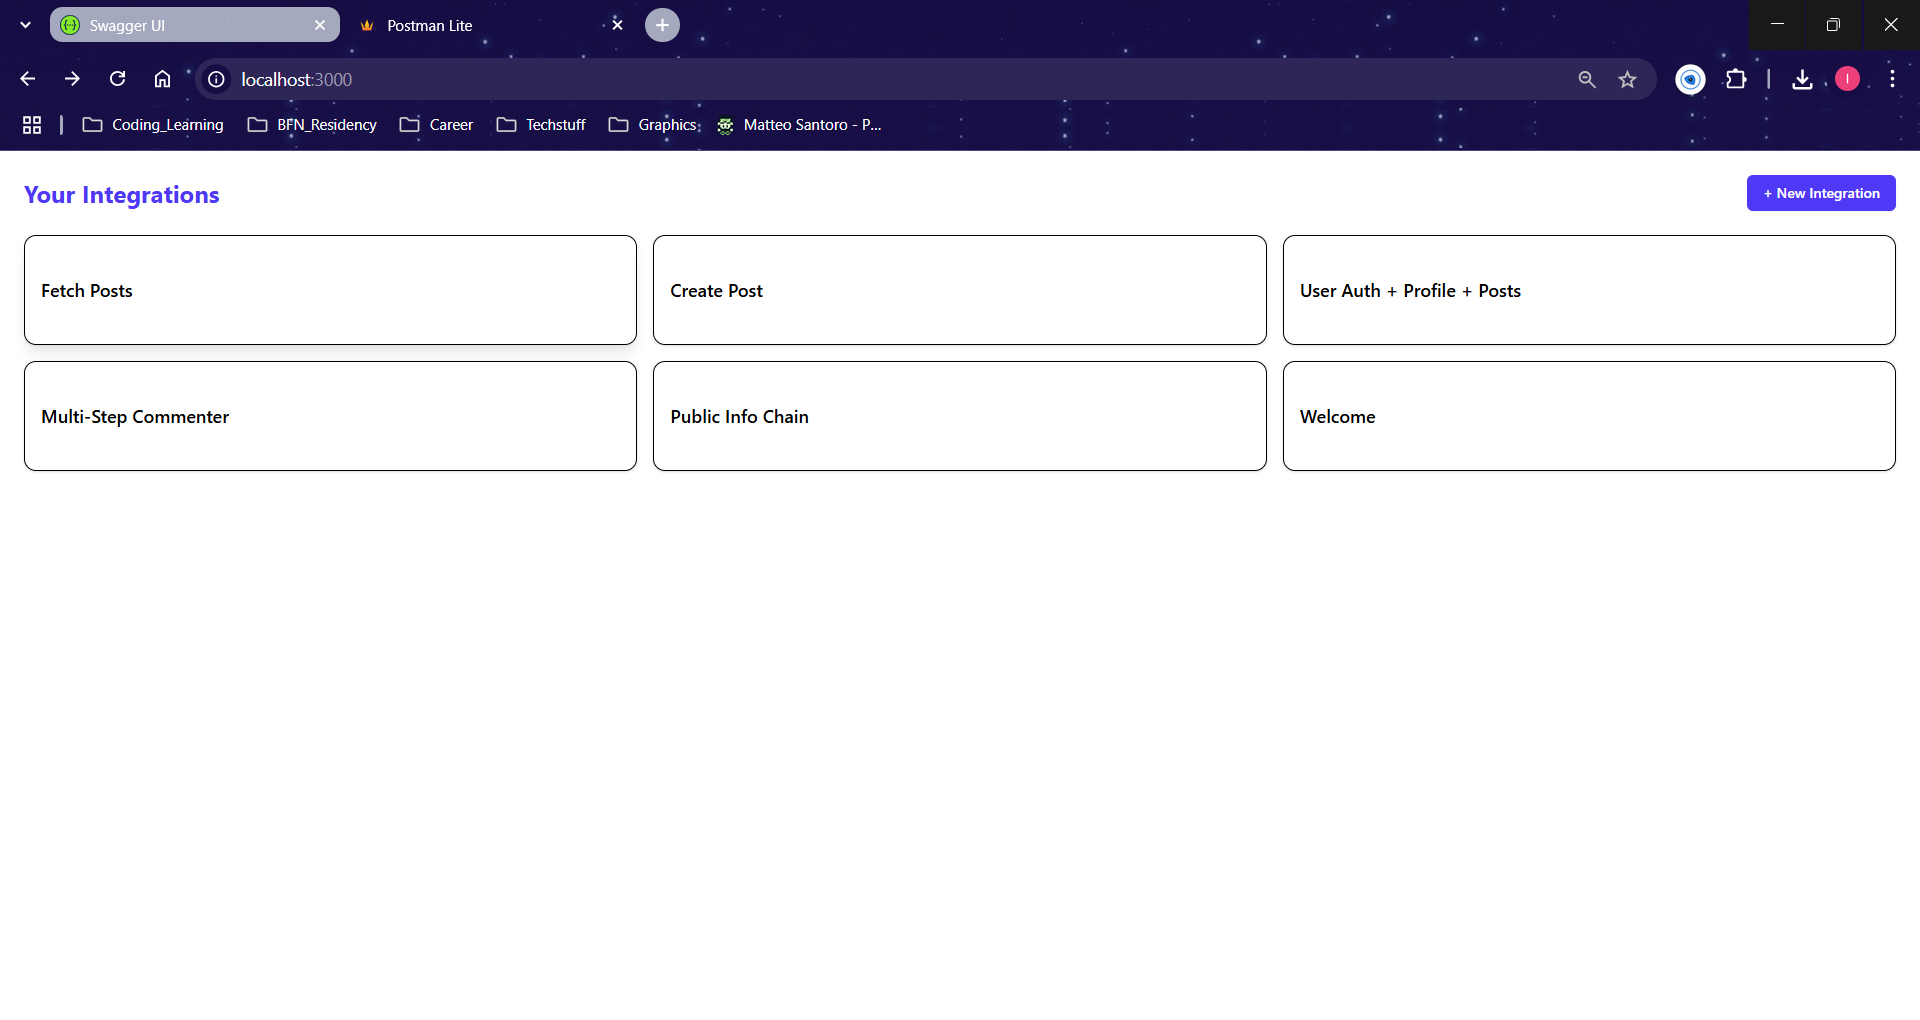 Swagger UI
Postman Lite
localhost:3000
Coding_Learning
BFN_Residency
Career
Techstuff
Graphics
Matteo Santoro - P...
I
Your Integrations
+ New Integration
Fetch Posts
Create Post
User Auth + Profile + Posts
Multi-Step Commenter
Public Info Chain
Welcome